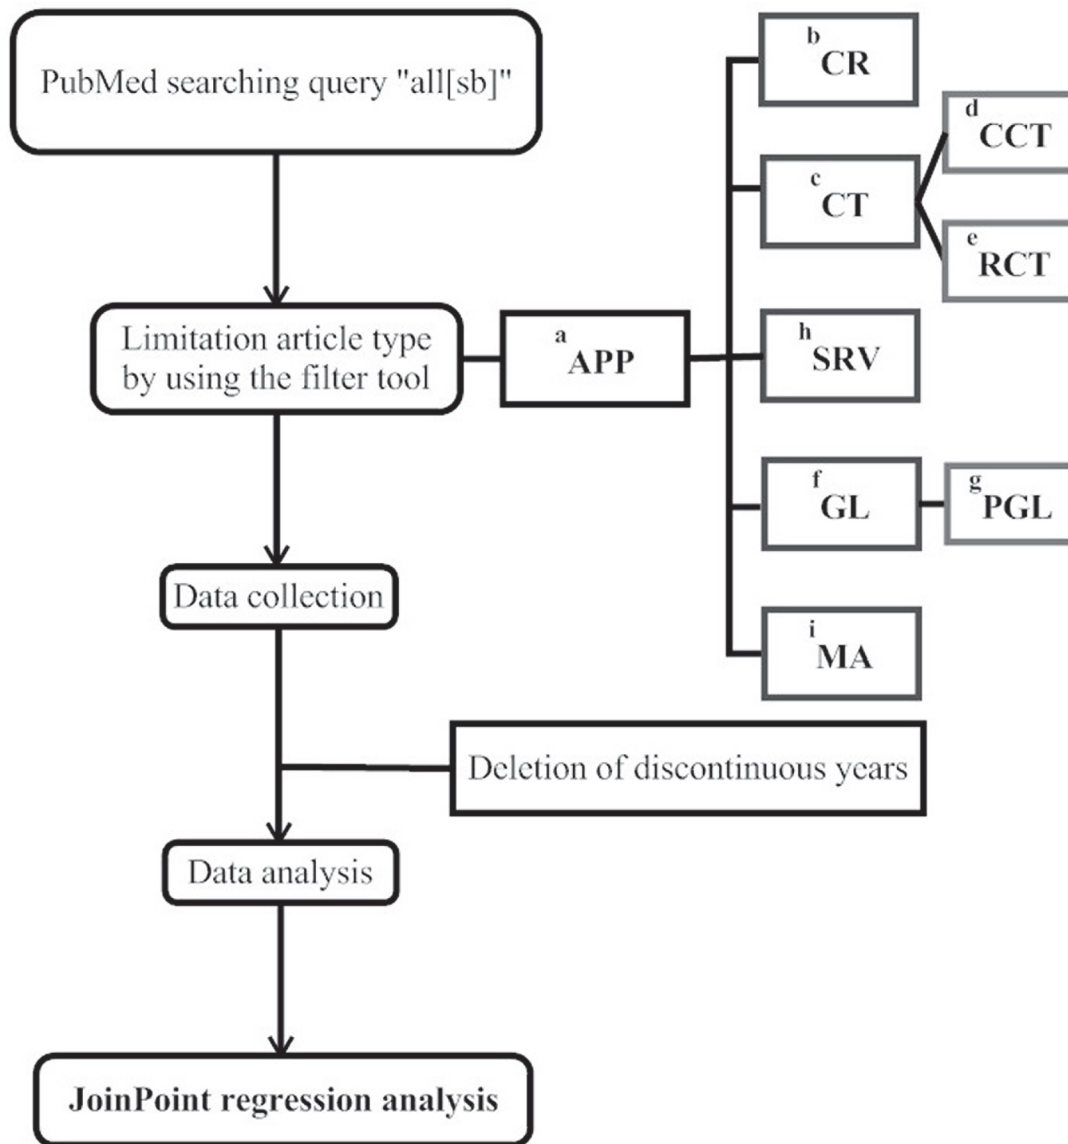 PubMed searching query "all[sb]"
Limitation article type
by using the filter tool
a APP
b CR
c CT
d CCT
e RCT
h SRV
f GL
g PGL
i MA
Data collection
Deletion of discontinuous years
Data analysis
JoinPoint regression analysis